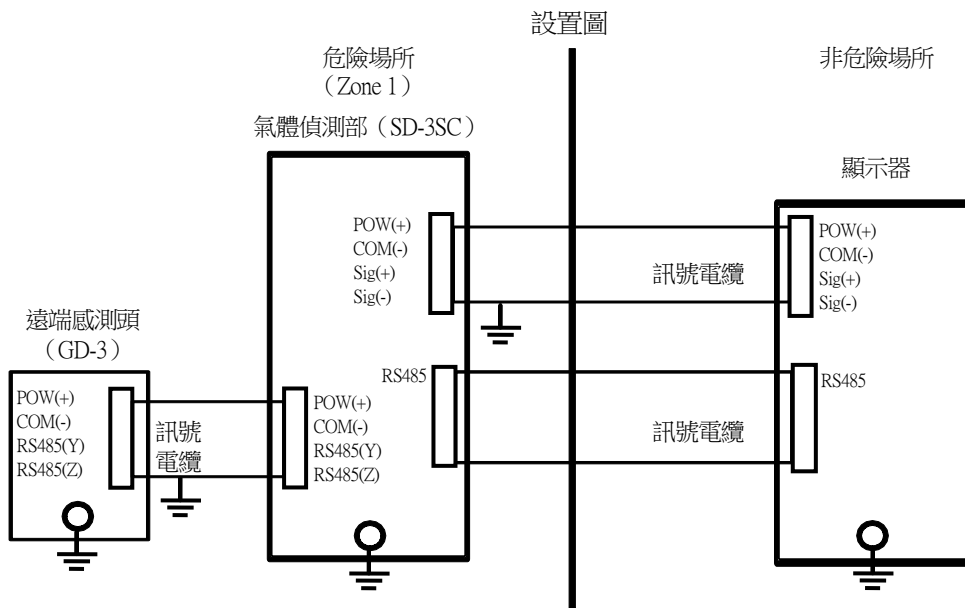 設置圖
危險場所
（Zone 1）
非危險場所
氣體偵測部（SD-3SC）
顯示器
POW(+)
COM(-)
Sig(+)
Sig(-)
訊號電纜
POW(+)
COM(-)
Sig(+)
Sig(-)
遠端感測頭
（GD-3）
RS485
RS485
POW(+)
COM(-)
RS485(Y)
RS485(Z)
訊號
電纜
POW(+)
COM(-)
RS485(Y)
RS485(Z)
訊號電纜